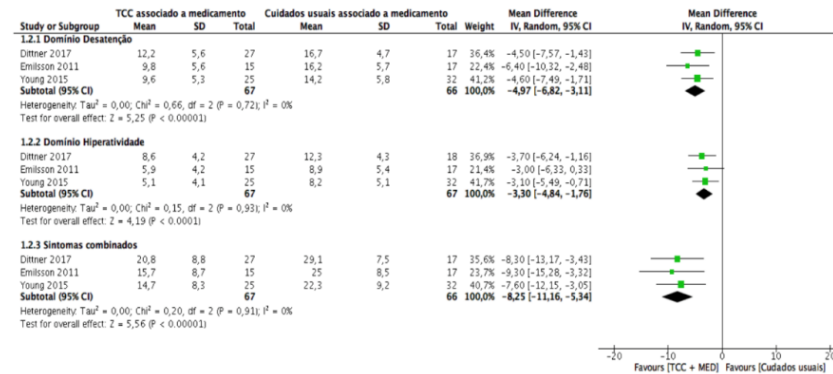 TCC associado a medicamento Cuidados usuais associado a medicamento Mean Difference Mean Difference
Study or Subgroup Mean SD Total Mean SD Total Weight IV, Random, 95% CI IV, Random, 95% CI
1.2.1 Domínio Desatenção
Dittner 2017 12,2 5,6 27 16,7 4,7 17 36,4% −4,50 [−7,57, −1,43]
Emilsson 2011 9,8 5,6 15 16,2 5,7 17 22,4% −6,40 [−10,32, −2,48]
Young 2015 9,6 5,3 25 14,2 5,8 32 41,2% −4,60 [−7,49, −1,71]
Subtotal (95% CI) 67 66 100,0% −4,97 [−6,82, −3,11]
Heterogeneity: Tau² = 0,00; Chi² = 0,66, df = 2 (P = 0,72); I² = 0%
Test for overall effect: Z = 5,25 (P < 0.00001)
1.2.2 Domínio Hiperatividade
Dittner 2017 8,6 4,2 27 12,3 4,3 18 36,9% −3,70 [−6,24, −1,16]
Emilsson 2011 5,9 4,2 15 8,9 5,4 17 21,4% −3,00 [−6,33, 0,33]
Young 2015 5,1 4,1 25 8,2 5,1 32 41,7% −3,10 [−5,49, −0,71]
Subtotal (95% CI) 67 67 100,0% −3,30 [−4,84, −1,76]
Heterogeneity: Tau² = 0,00; Chi² = 0,15, df = 2 (P = 0,93); I² = 0%
Test for overall effect: Z = 4,19 (P < 0.0001)
1.2.3 Sintomas combinados
Dittner 2017 20,8 8,8 27 29,1 7,5 17 35,6% −8,30 [−13,17, −3,43]
Emilsson 2011 15,7 8,7 15 25 8,5 17 23,7% −9,30 [−15,28, −3,32]
Young 2015 14,7 8,3 25 22,3 9,2 32 40,7% −7,60 [−12,15, −3,05]
Subtotal (95% CI) 67 66 100,0% −8,25 [−11,16, −5,34]
Heterogeneity: Tau² = 0,00; Chi² = 0,20, df = 2 (P = 0,91); I² = 0%
Test for overall effect: Z = 5,56 (P < 0.00001)
−20 −10 0 10 20
Favours [TCC + MED] Favours [Cudados usuais]